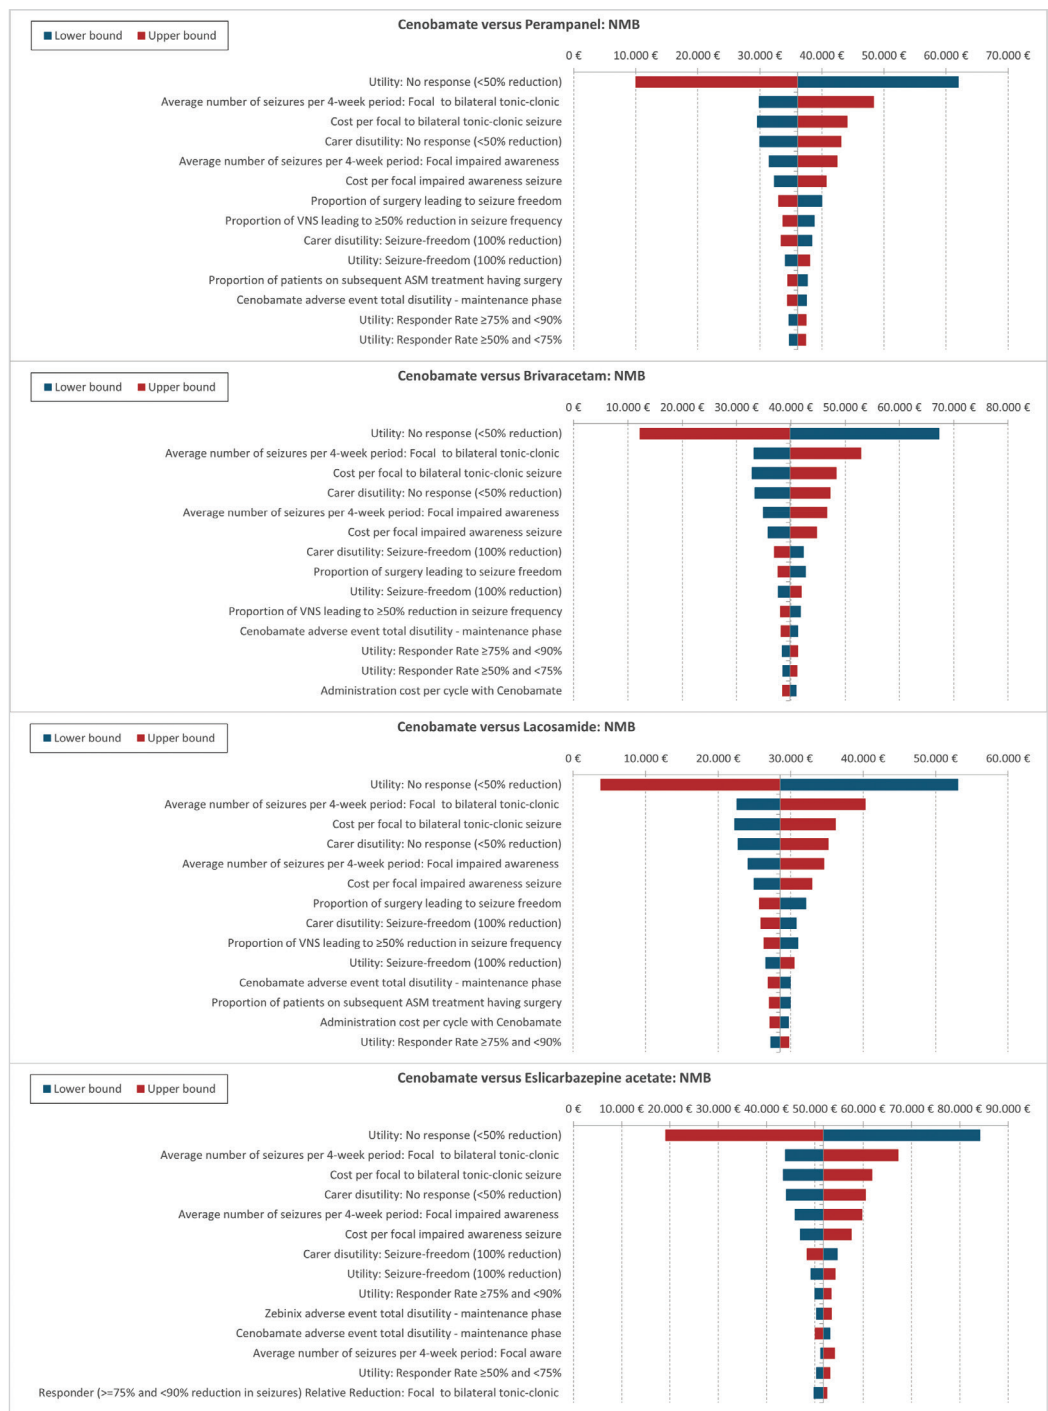 Cenobamate versus Perampanel: NMB
Lower bound Upper bound
0 € 10.000 € 20.000 € 30.000 € 40.000 € 50.000 € 60.000 € 70.000 €
Utility: No response (<50% reduction)
Average number of seizures per 4-week period: Focal to bilateral tonic-clonic
Cost per focal to bilateral tonic-clonic seizure
Carer disutility: No response (<50% reduction)
Average number of seizures per 4-week period: Focal impaired awareness
Cost per focal impaired awareness seizure
Proportion of surgery leading to seizure freedom
Proportion of VNS leading to ≥50% reduction in seizure frequency
Carer disutility: Seizure-freedom (100% reduction)
Utility: Seizure-freedom (100% reduction)
Proportion of patients on subsequent ASM treatment having surgery
Cenobamate adverse event total disutility - maintenance phase
Utility: Responder Rate ≥75% and <90%
Utility: Responder Rate ≥50% and <75%
Cenobamate versus Brivaracetam: NMB
Lower bound Upper bound
0 € 10.000 € 20.000 € 30.000 € 40.000 € 50.000 € 60.000 € 70.000 € 80.000 €
Utility: No response (<50% reduction)
Average number of seizures per 4-week period: Focal to bilateral tonic-clonic
Cost per focal to bilateral tonic-clonic seizure
Carer disutility: No response (<50% reduction)
Average number of seizures per 4-week period: Focal impaired awareness
Cost per focal impaired awareness seizure
Carer disutility: Seizure-freedom (100% reduction)
Proportion of surgery leading to seizure freedom
Utility: Seizure-freedom (100% reduction)
Proportion of VNS leading to ≥50% reduction in seizure frequency
Cenobamate adverse event total disutility - maintenance phase
Utility: Responder Rate ≥75% and <90%
Utility: Responder Rate ≥50% and <75%
Administration cost per cycle with Cenobamate
Cenobamate versus Lacosamide: NMB
Lower bound Upper bound
0 € 10.000 € 20.000 € 30.000 € 40.000 € 50.000 € 60.000 €
Utility: No response (<50% reduction)
Average number of seizures per 4-week period: Focal to bilateral tonic-clonic
Cost per focal to bilateral tonic-clonic seizure
Carer disutility: No response (<50% reduction)
Average number of seizures per 4-week period: Focal impaired awareness
Cost per focal impaired awareness seizure
Proportion of surgery leading to seizure freedom
Carer disutility: Seizure-freedom (100% reduction)
Proportion of VNS leading to ≥50% reduction in seizure frequency
Utility: Seizure-freedom (100% reduction)
Cenobamate adverse event total disutility - maintenance phase
Proportion of patients on subsequent ASM treatment having surgery
Administration cost per cycle with Cenobamate
Utility: Responder Rate ≥75% and <90%
Cenobamate versus Eslicarbazepine acetate: NMB
Lower bound Upper bound
0 € 10.000 € 20.000 € 30.000 € 40.000 € 50.000 € 60.000 € 70.000 € 80.000 € 90.000 €
Utility: No response (<50% reduction)
Average number of seizures per 4-week period: Focal to bilateral tonic-clonic
Cost per focal to bilateral tonic-clonic seizure
Carer disutility: No response (<50% reduction)
Average number of seizures per 4-week period: Focal impaired awareness
Cost per focal impaired awareness seizure
Carer disutility: Seizure-freedom (100% reduction)
Utility: Seizure-freedom (100% reduction)
Utility: Responder Rate ≥75% and <90%
Zebinix adverse event total disutility - maintenance phase
Cenobamate adverse event total disutility - maintenance phase
Average number of seizures per 4-week period: Focal aware
Utility: Responder Rate ≥50% and <75%
Responder (>=75% and <90% reduction in seizures) Relative Reduction: Focal to bilateral tonic-clonic